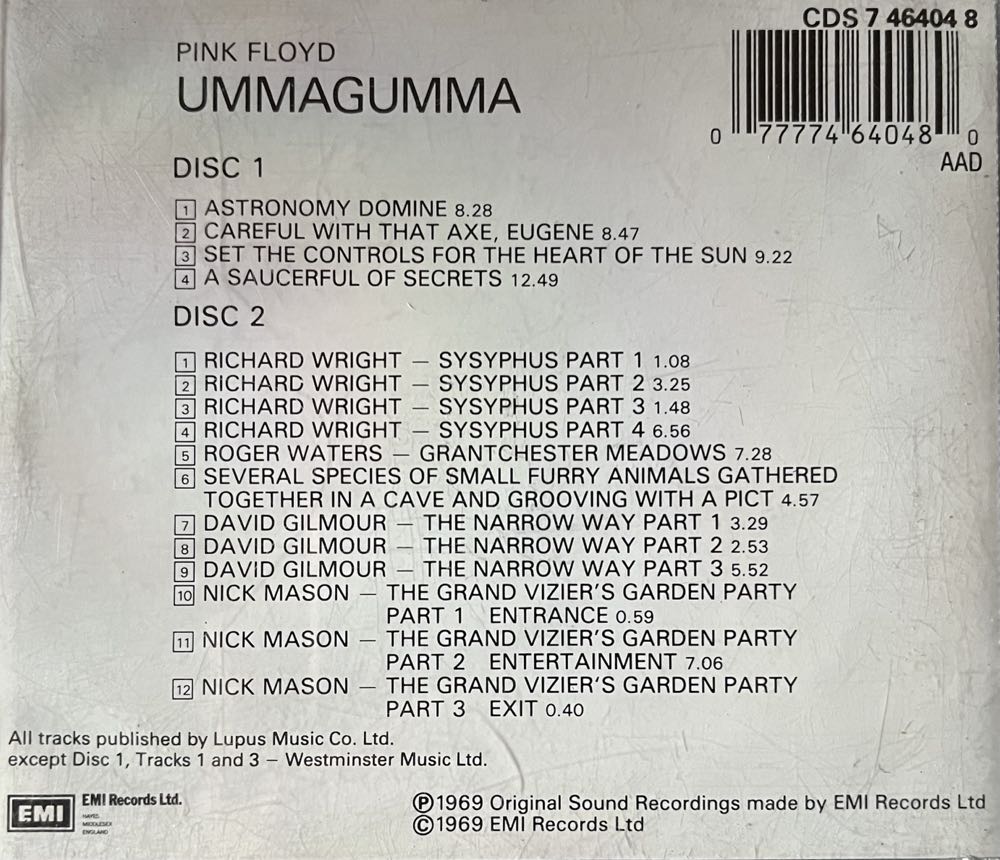 CDS 7 46404 8
PINK FLOYD
UMMAGUMMA
0 77774 64048 0
AAD
DISC 1
1 ASTRONOMY DOMINE 8.28
2 CAREFUL WITH THAT AXE, EUGENE 8.47
3 SET THE CONTROLS FOR THE HEART OF THE SUN 9.22
4 A SAUCERFUL OF SECRETS 12.49
DISC 2
1 RICHARD WRIGHT – SYSYPHUS PART 1 1.08
2 RICHARD WRIGHT – SYSYPHUS PART 2 3.25
3 RICHARD WRIGHT – SYSYPHUS PART 3 1.48
4 RICHARD WRIGHT – SYSYPHUS PART 4 6.56
5 ROGER WATERS – GRANTCHESTER MEADOWS 7.28
6 SEVERAL SPECIES OF SMALL FURRY ANIMALS GATHERED
TOGETHER IN A CAVE AND GROOVING WITH A PICT 4.57
7 DAVID GILMOUR – THE NARROW WAY PART 1 3.29
8 DAVID GILMOUR – THE NARROW WAY PART 2 2.53
9 DAVID GILMOUR – THE NARROW WAY PART 3 5.52
10 NICK MASON – THE GRAND VIZIER'S GARDEN PARTY
PART 1 ENTRANCE 0.59
11 NICK MASON – THE GRAND VIZIER'S GARDEN PARTY
PART 2 ENTERTAINMENT 7.06
12 NICK MASON – THE GRAND VIZIER'S GARDEN PARTY
PART 3 EXIT 0.40
All tracks published by Lupus Music Co. Ltd.
except Disc 1, Tracks 1 and 3 – Westminster Music Ltd.
EMI
EMI Records Ltd.
HAYES
MIDDLESEX
ENGLAND
Ⓟ1969 Original Sound Recordings made by EMI Records Ltd
©1969 EMI Records Ltd